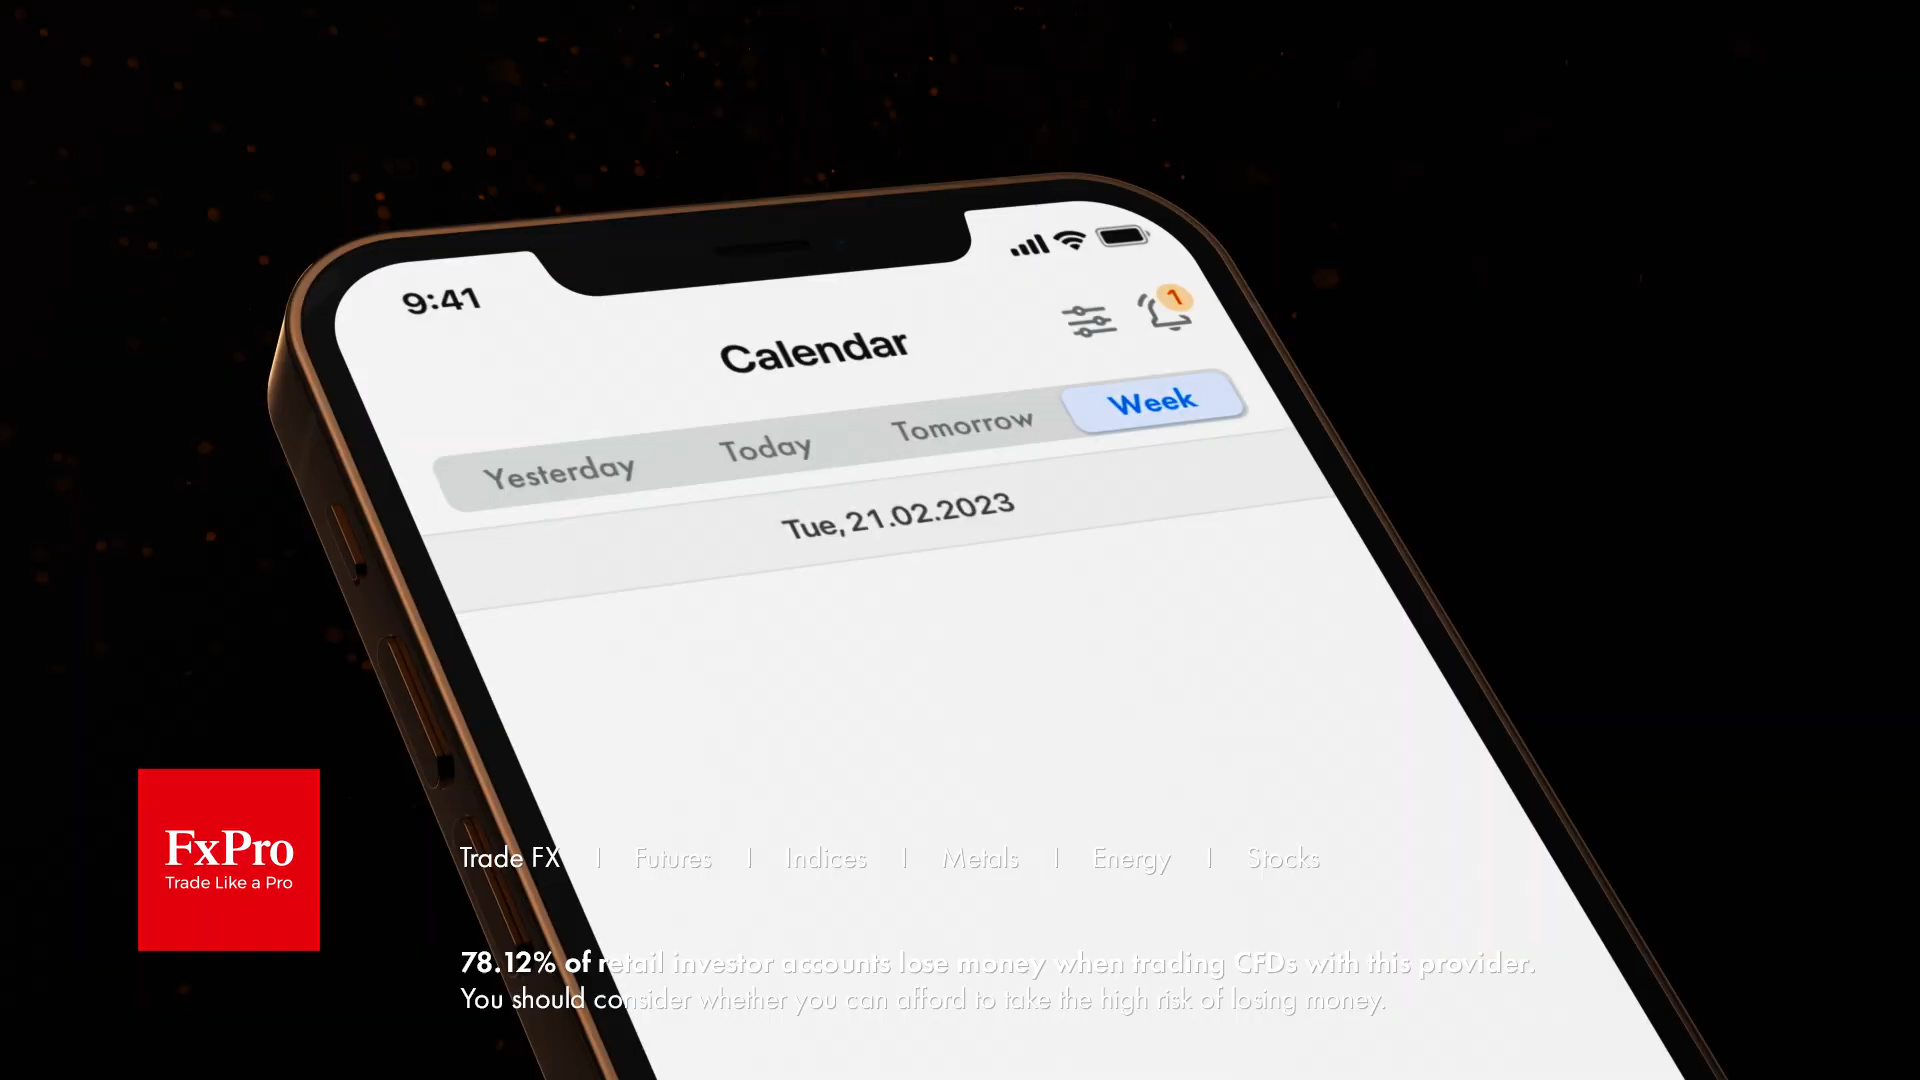 9:41
1
Calendar
Yesterday Today Tomorrow Week
Tue,21.02.2023
FxPro
Trade Like a Pro
Trade FX | Futures | Indices | Metals | Energy | Stocks
78.12% of retail investor accounts lose money when trading CFDs with this provider.
You should consider whether you can afford to take the high risk of losing money.